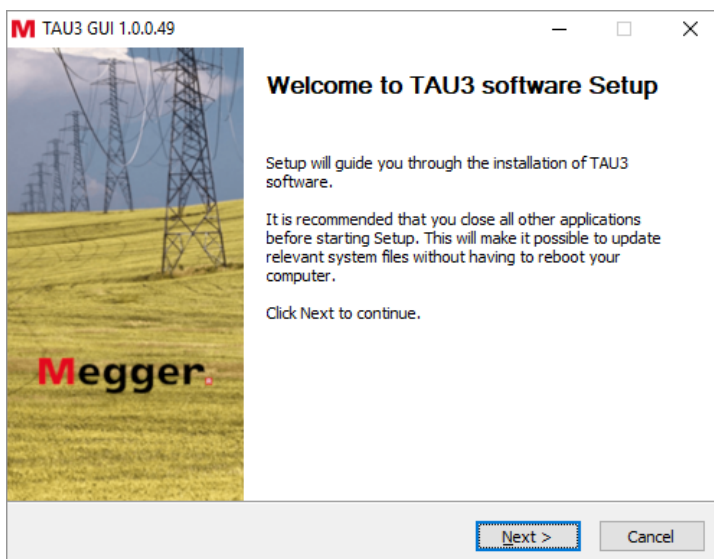 M TAU3 GUI 1.0.0.49
Welcome to TAU3 software Setup
Setup will guide you through the installation of TAU3
software.
It is recommended that you close all other applications
before starting Setup. This will make it possible to update
relevant system files without having to reboot your
computer.
Click Next to continue.
Megger.
Next >
Cancel